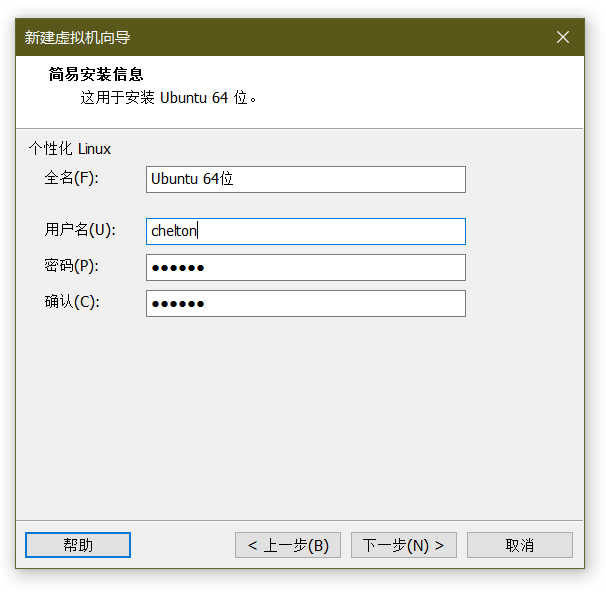 新建虚拟机向导
简易安装信息
这用于安装 Ubuntu 64 位。
个性化 Linux
全名(F): Ubuntu 64位
用户名(U): chelton
密码(P): ●●●●●●
确认(C): ●●●●●●
帮助 < 上一步(B) 下一步(N) > 取消